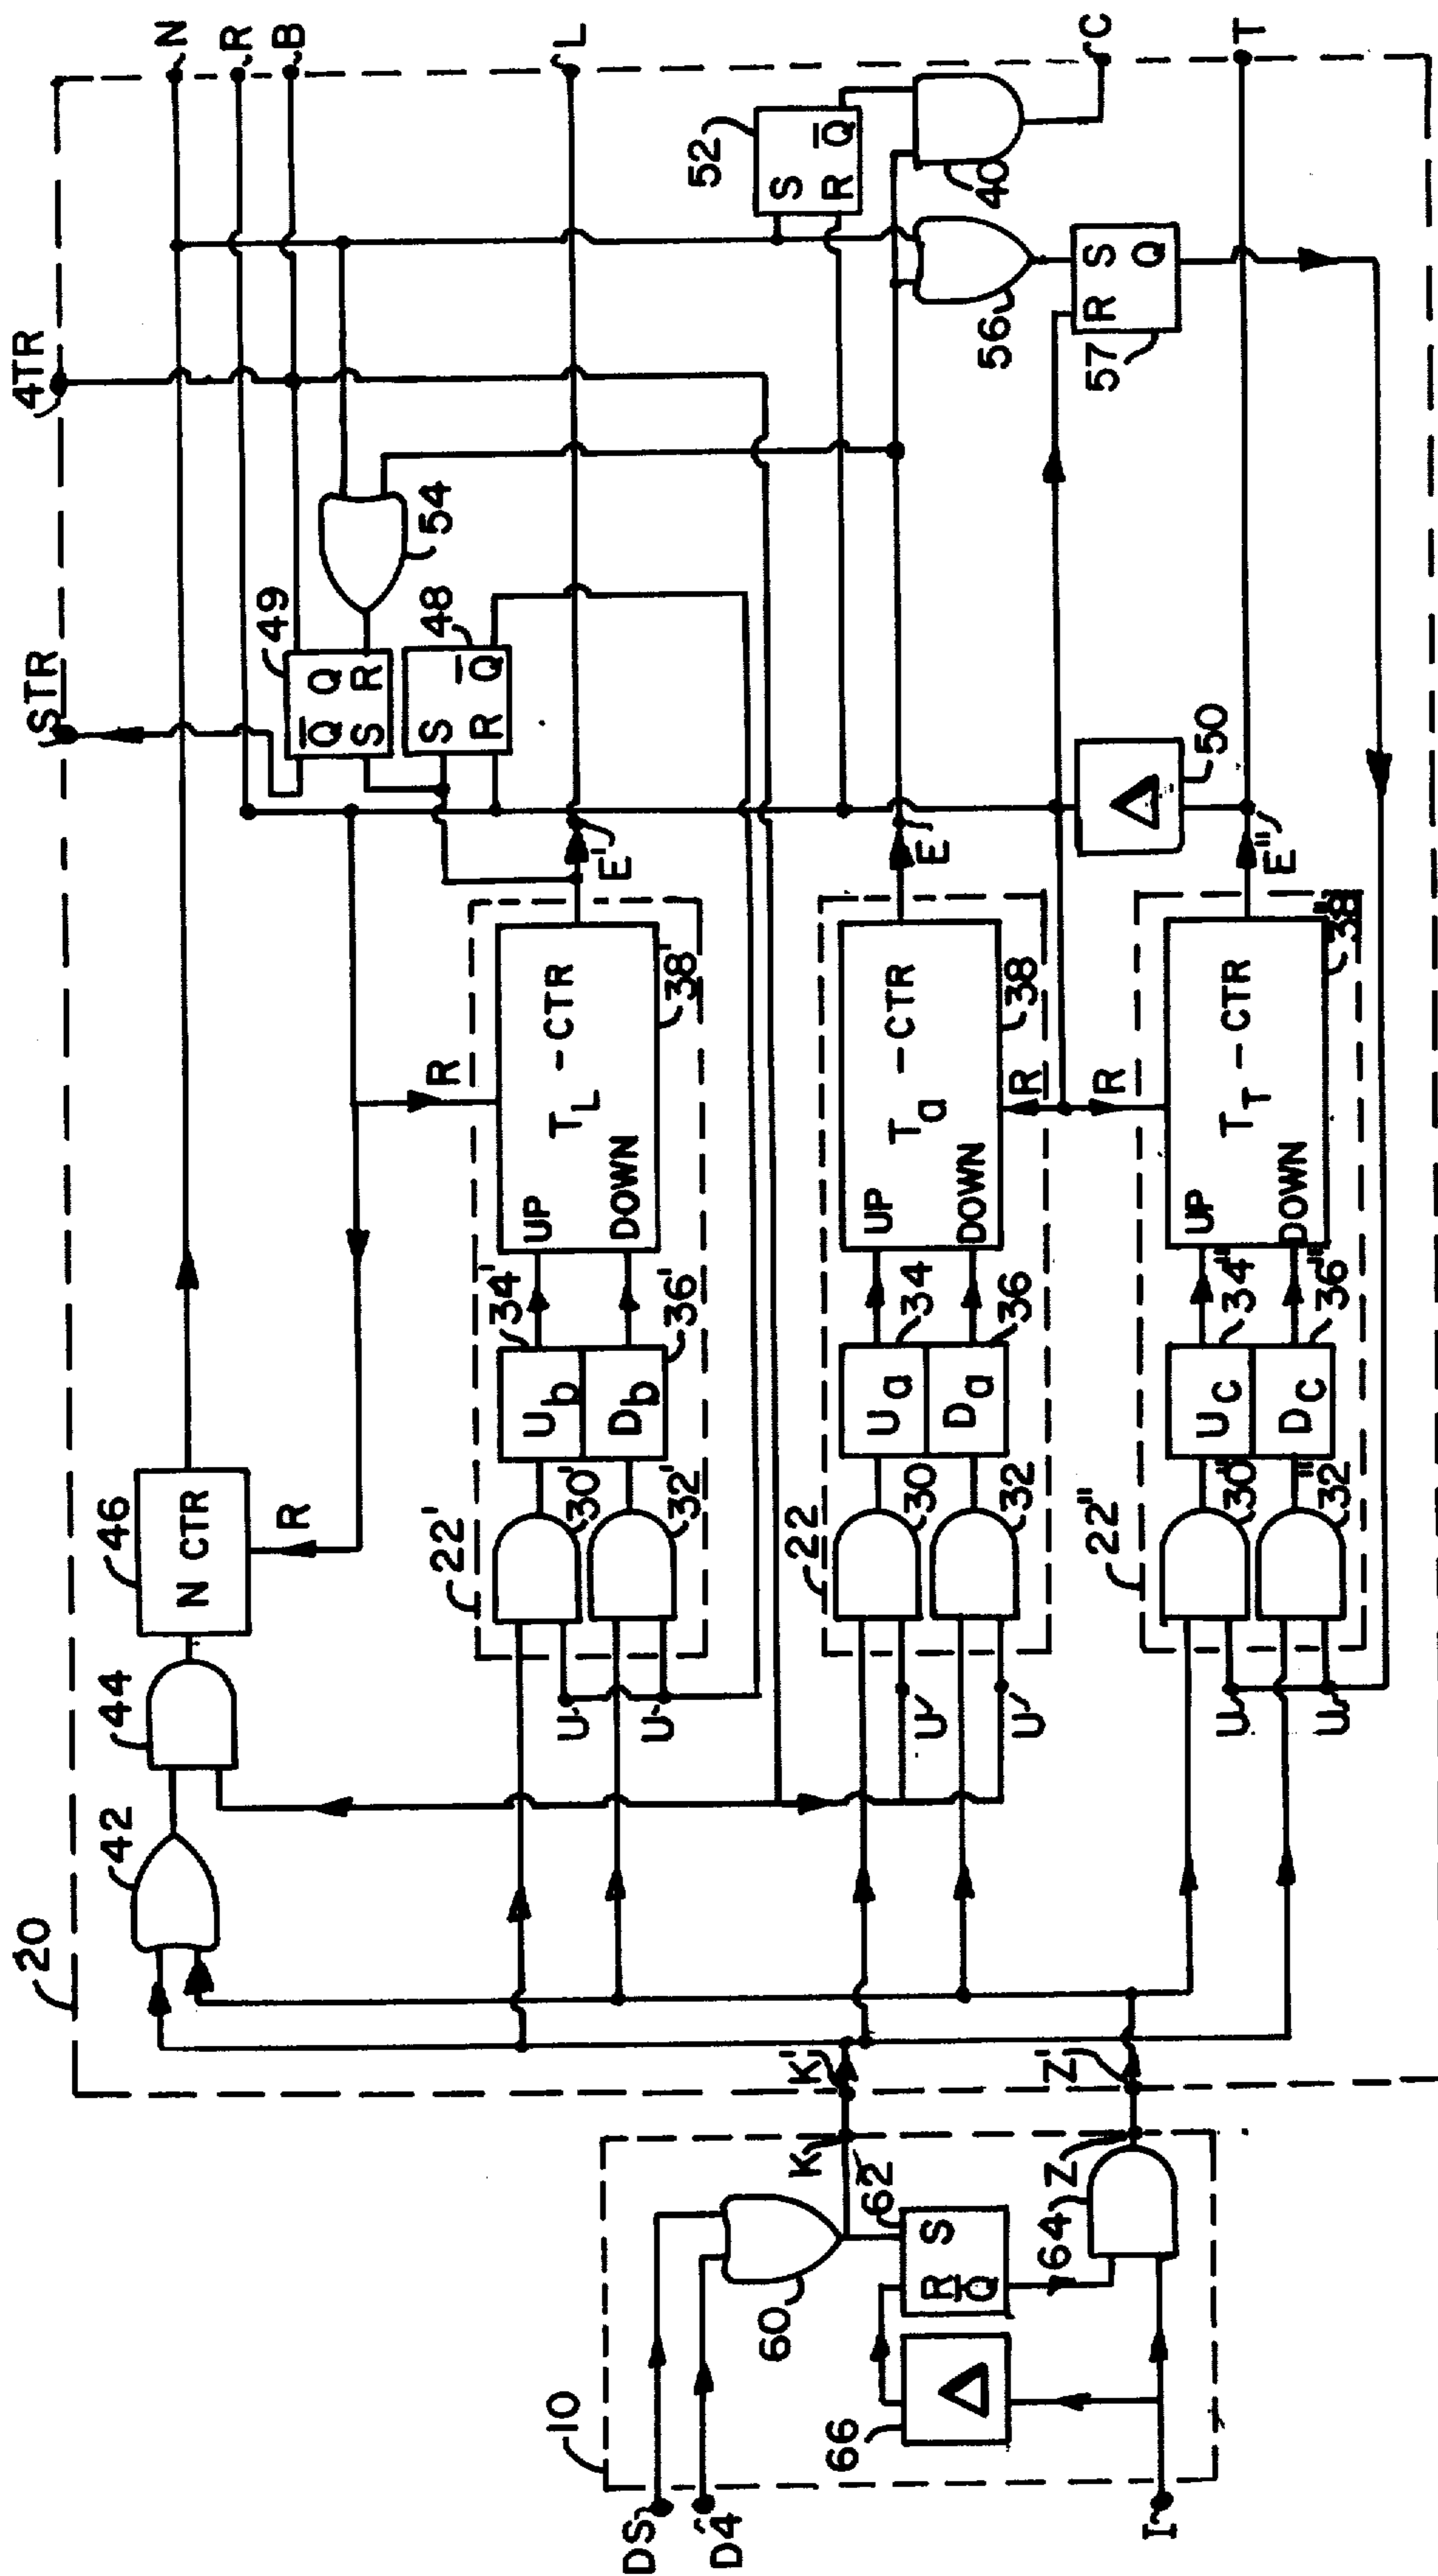 20
42
44
46
N CTR
R
N
R
B
STR
4TR
49
Q̅ Q
S R
54
48
S Q̅
R
L
22'
30'
32'
U
U
34'
36'
U_b
D_b
UP
DOWN
T_L - CTR
38'
R
E'
52
S
R Q̅
40
C
22
30
32
U
U
34
36
U_a
D_a
UP
DOWN
T_a - CTR
38
R
E
56
R S
Q
57
50
Δ
22"
30"
32"
U
U
34"
36"
U_c
D_c
UP
DOWN
T_T - CTR
38"
R
E"
T
10
DS
D4
I
60
K
K'
62
R S
Q̅
64
Z
Z'
66
Δ